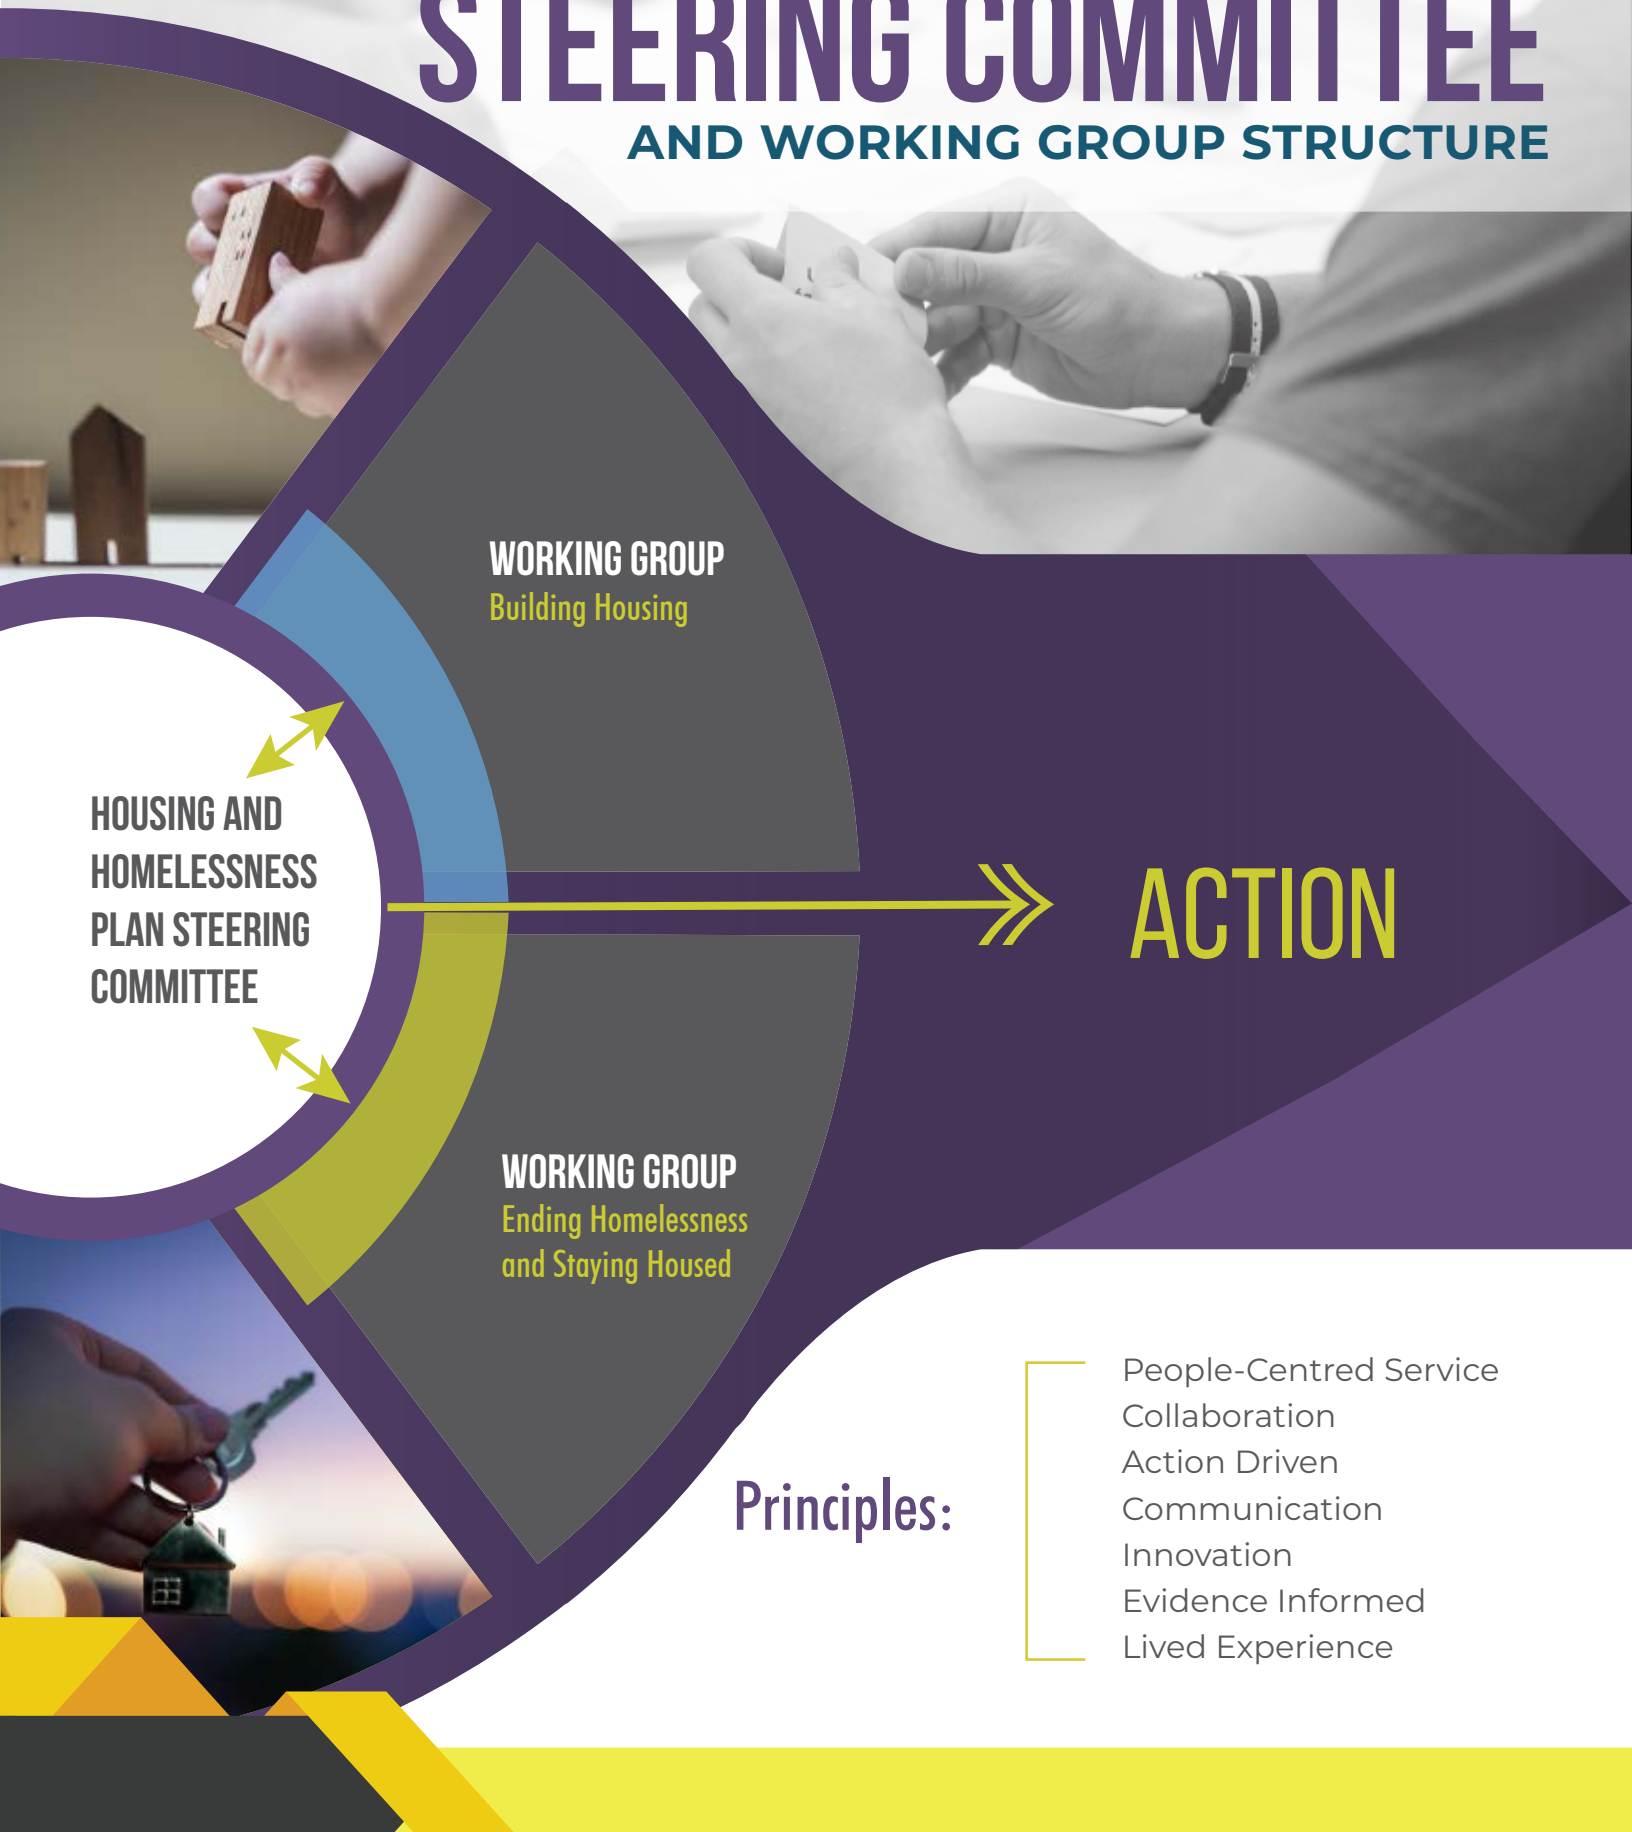 STEERING COMMITTEE
AND WORKING GROUP STRUCTURE
WORKING GROUP
Building Housing
HOUSING AND
HOMELESSNESS
PLAN STEERING
COMMITTEE
ACTION
WORKING GROUP
Ending Homelessness
and Staying Housed
Principles:
People-Centred Service
Collaboration
Action Driven
Communication
Innovation
Evidence Informed
Lived Experience